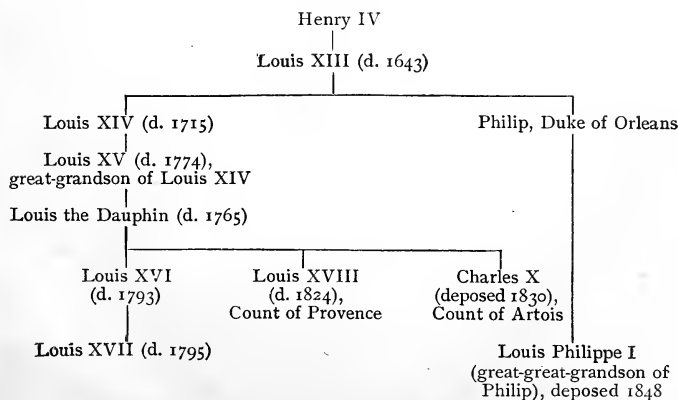 Henry IV
Louis XIII (d. 1643)
Louis XIV (d. 1715)
Philip, Duke of Orleans
Louis XV (d. 1774),
great-grandson of Louis XIV
Louis the Dauphin (d. 1765)
Louis XVI
(d. 1793)
Louis XVIII
(d. 1824),
Count of Provence
Charles X
(deposed 1830),
Count of Artois
Louis XVII (d. 1795)
Louis Philippe I
(great-great-grandson of
Philip), deposed 1848